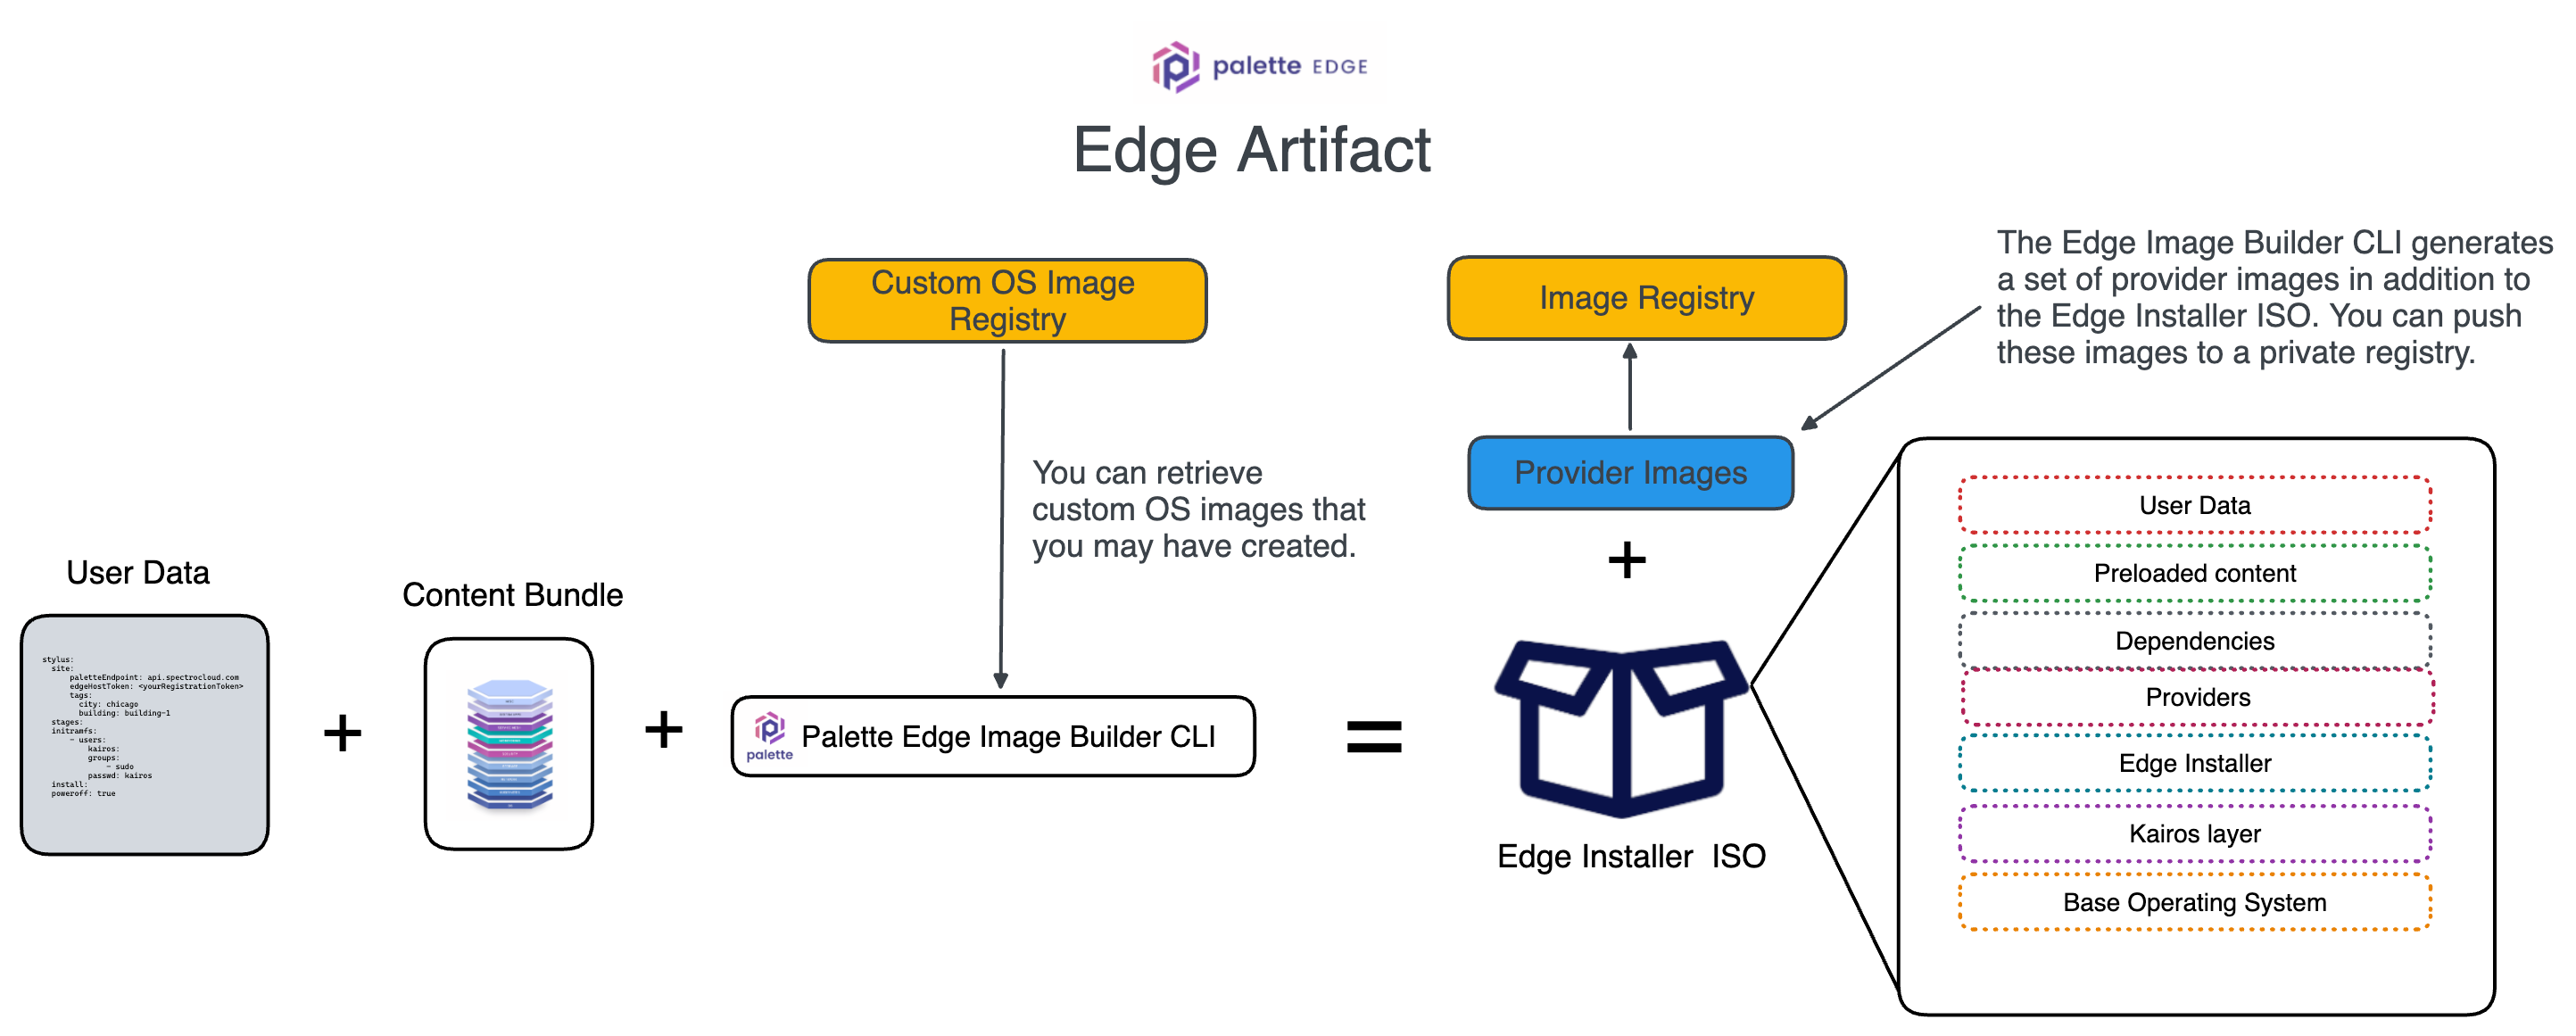 palette EDGE
Edge Artifact
Custom OS Image
Registry
Image Registry
The Edge Image Builder CLI generates
a set of provider images in addition to
the Edge Installer ISO. You can push
these images to a private registry.
You can retrieve
custom OS images that
you may have created.
Provider Images
+
User Data
stylus:
site:
paletteEndpoint: api.spectrocloud.com
edgeHostToken: <yourRegistrationToken>
tags:
city: chicago
building: building-1
stages:
initramfs:
- users:
kairos:
groups:
- sudo
passwd: kairos
install:
poweroff: true
+
Content Bundle
+
palette
Palette Edge Image Builder CLI
=
Edge Installer ISO
User Data
Preloaded content
Dependencies
Providers
Edge Installer
Kairos layer
Base Operating System